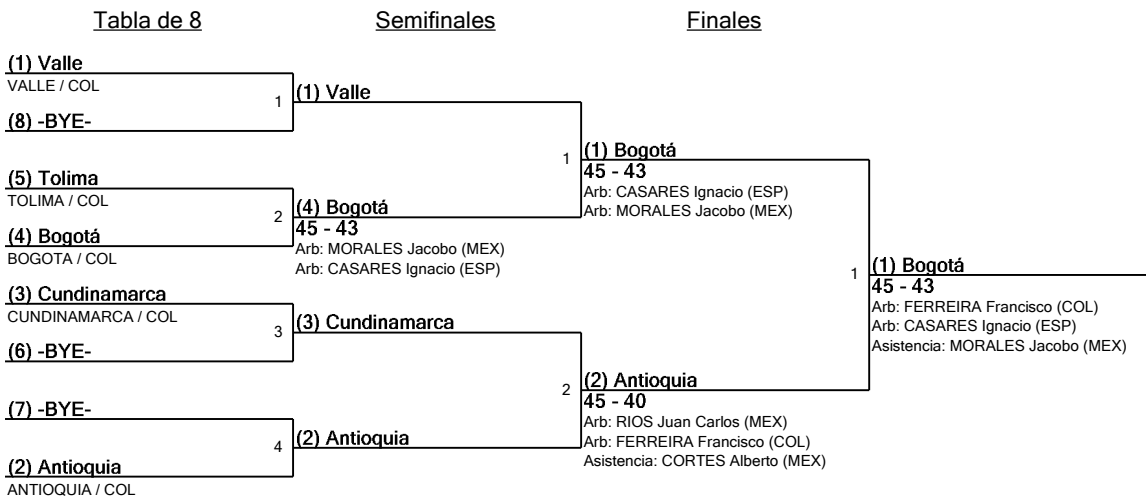 Tabla de 8
Semifinales
Finales
(1) Valle
VALLE / COL
1
(8) -BYE-
(5) Tolima
TOLIMA / COL
2
(4) Bogotá
BOGOTA / COL
(3) Cundinamarca
CUNDINAMARCA / COL
3
(6) -BYE-
(7) -BYE-
4
(2) Antioquia
ANTIOQUIA / COL
(1) Valle
1
(4) Bogotá
45 - 43
Arb: MORALES Jacobo (MEX)
Arb: CASARES Ignacio (ESP)
(3) Cundinamarca
2
(2) Antioquia
(1) Bogotá
45 - 43
Arb: CASARES Ignacio (ESP)
Arb: MORALES Jacobo (MEX)
1
(2) Antioquia
45 - 40
Arb: RIOS Juan Carlos (MEX)
Arb: FERREIRA Francisco (COL)
Asistencia: CORTES Alberto (MEX)
(1) Bogotá
45 - 43
Arb: FERREIRA Francisco (COL)
Arb: CASARES Ignacio (ESP)
Asistencia: MORALES Jacobo (MEX)